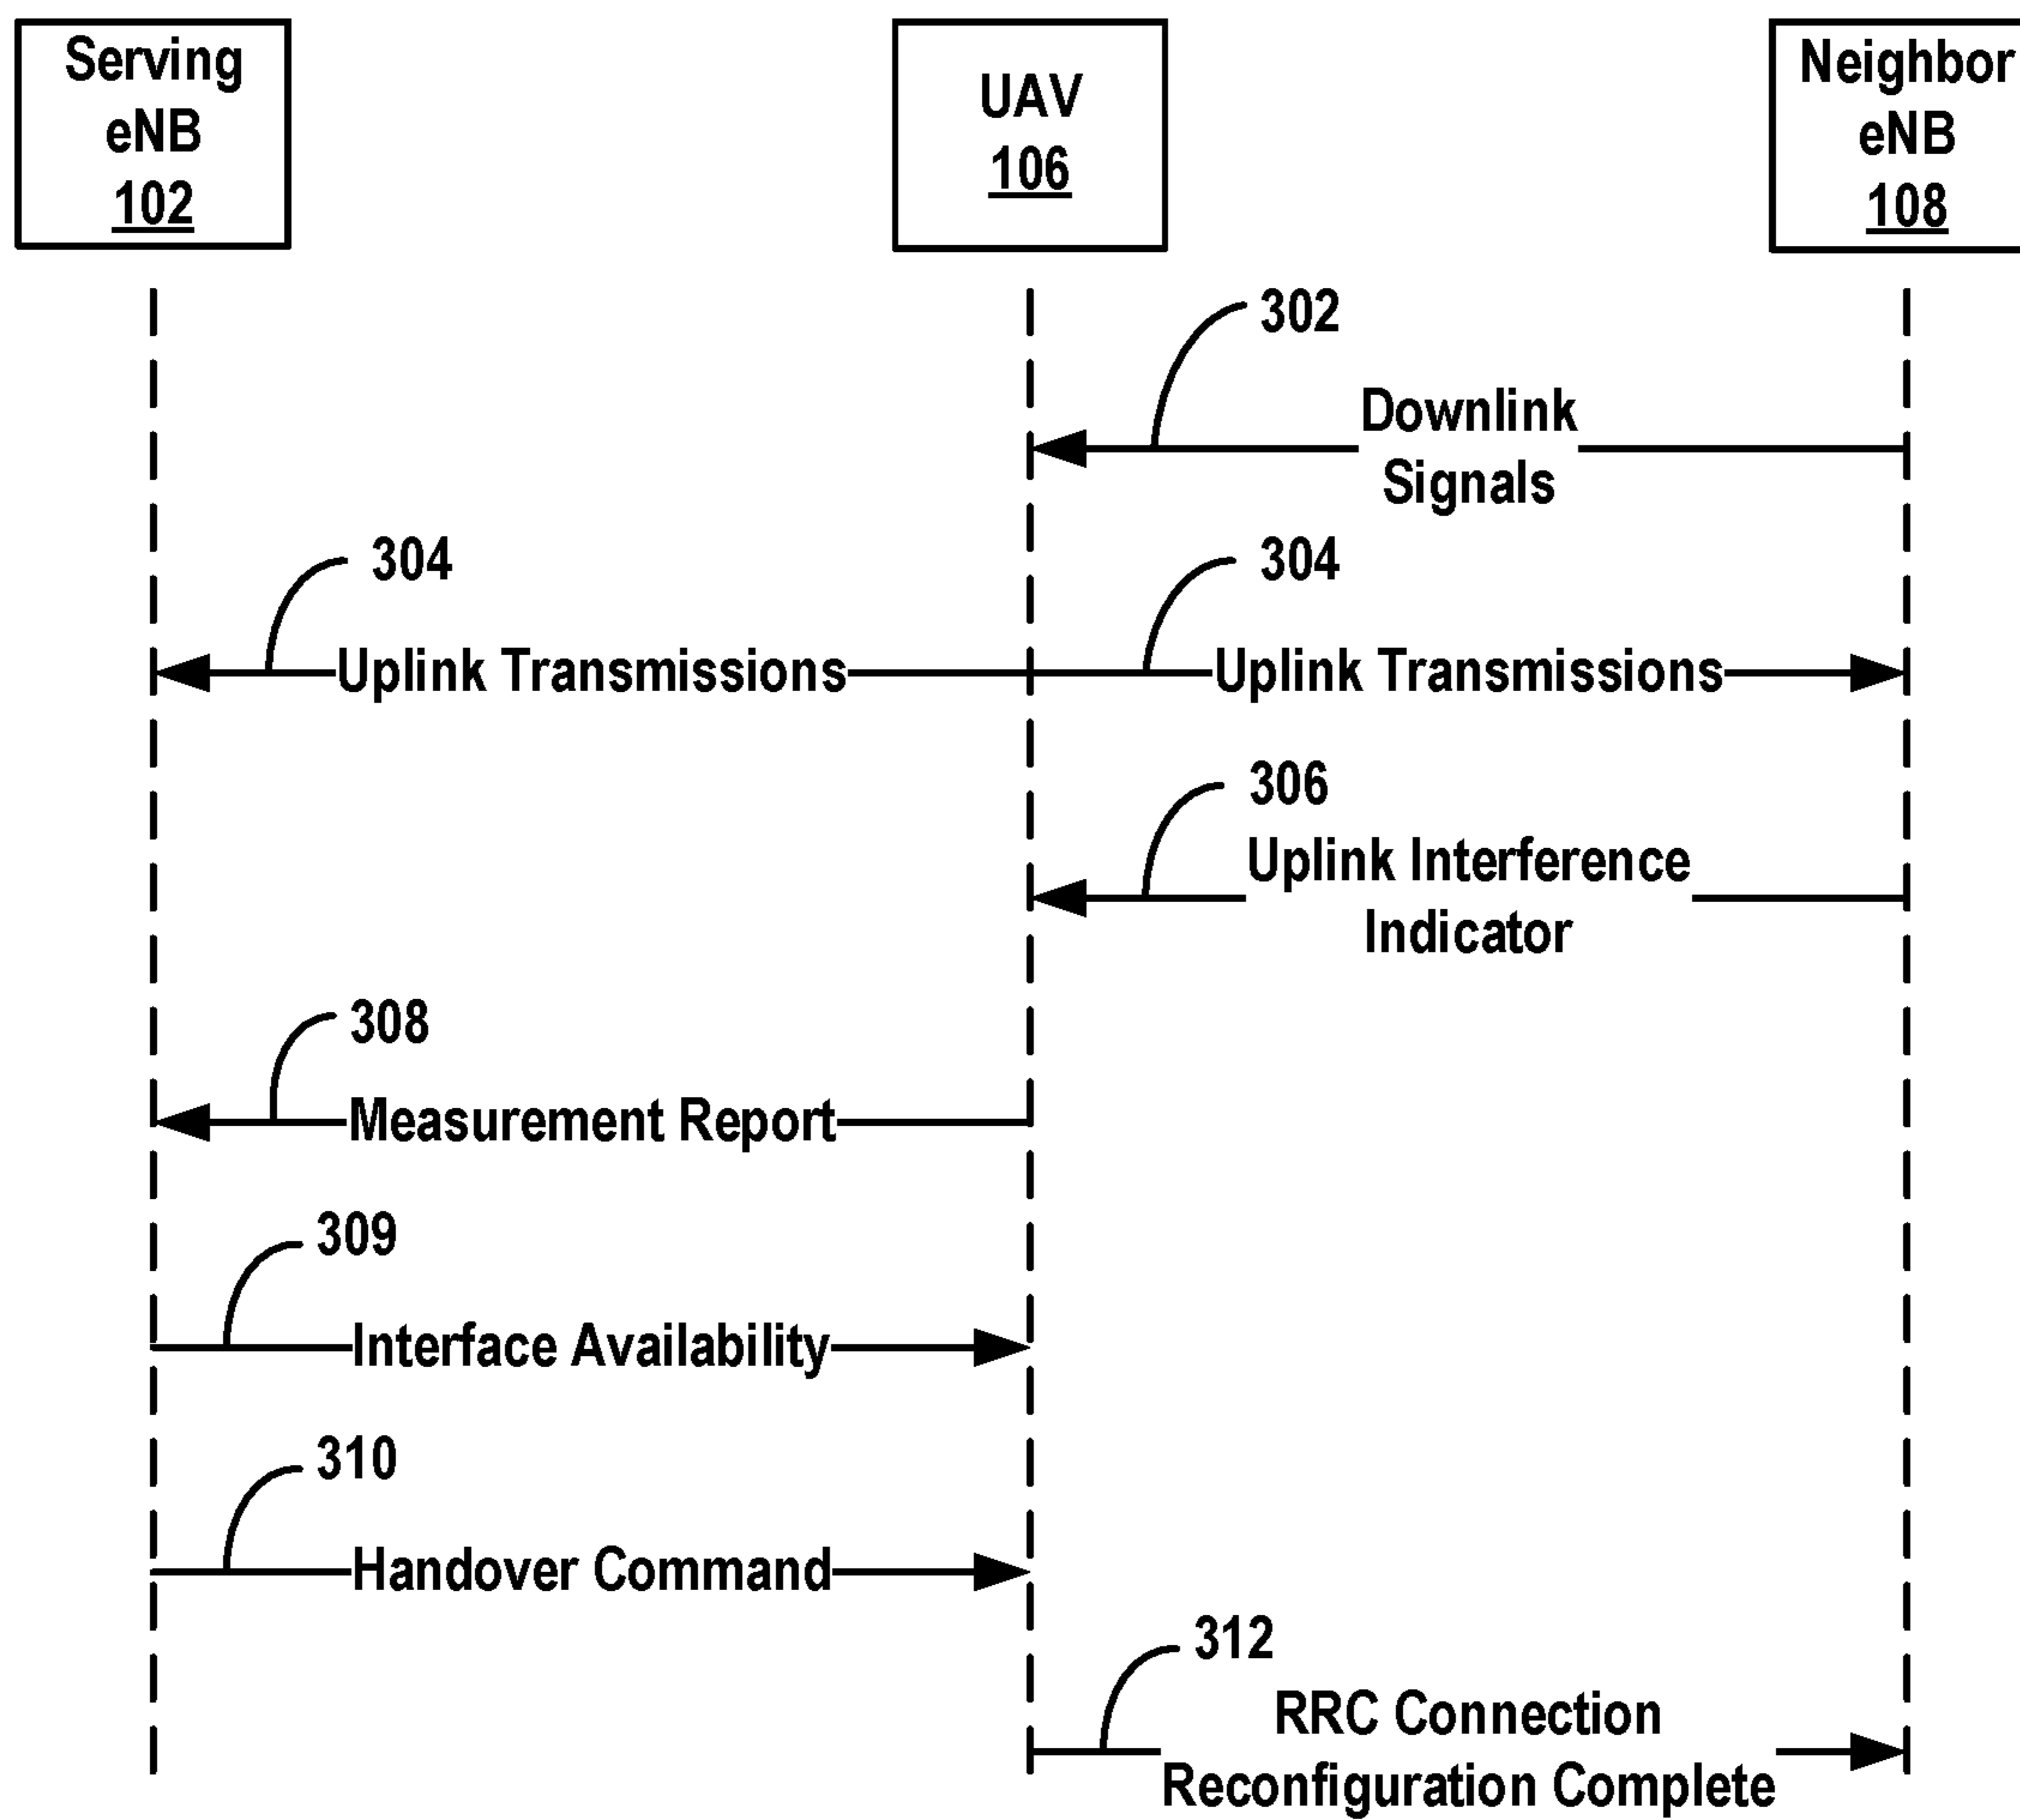 Serving
eNB
102
UAV
106
Neighbor
eNB
108
302
Downlink
Signals
304
304
Uplink Transmissions
Uplink Transmissions
306
Uplink Interference
Indicator
308
Measurement Report
309
Interface Availability
310
Handover Command
312
RRC Connection
Reconfiguration Complete